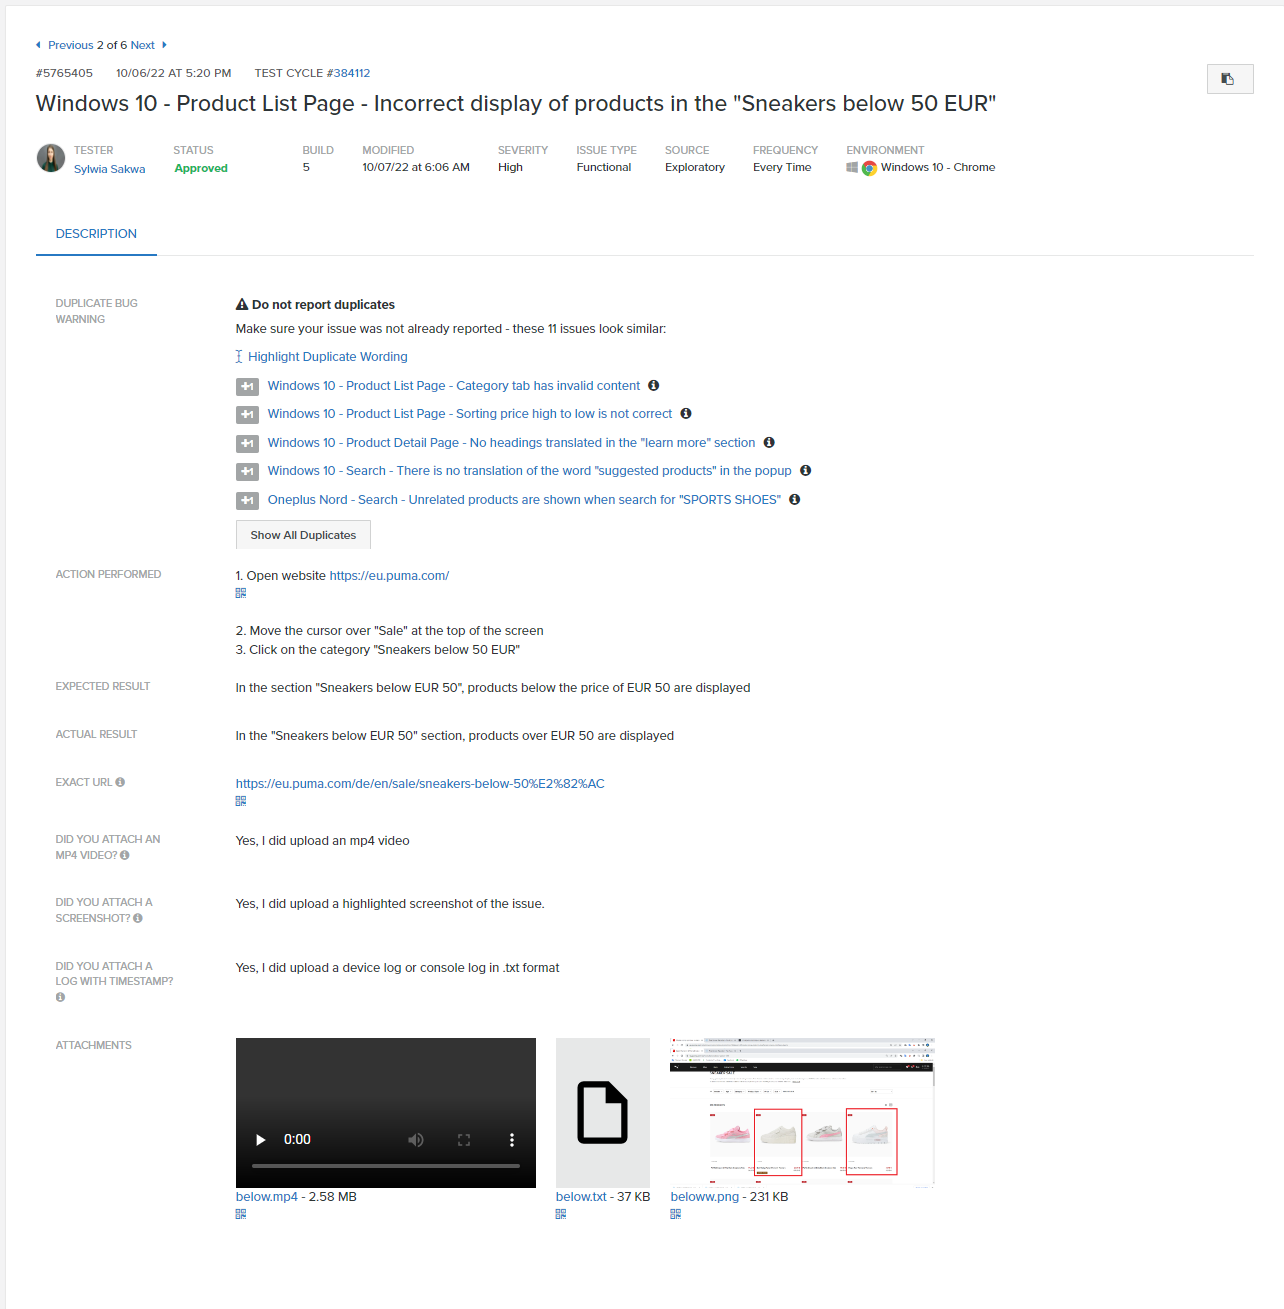 Previous 2 of 6 Next
#5765405 10/06/22 AT 5:20 PM TEST CYCLE #384112
Windows 10 - Product List Page - Incorrect display of products in the "Sneakers below 50 EUR"
TESTER STATUS BUILD MODIFIED SEVERITY ISSUE TYPE SOURCE FREQUENCY ENVIRONMENT
Sylwia Sakwa Approved 5 10/07/22 at 6:06 AM High Functional Exploratory Every Time Windows 10 - Chrome
DESCRIPTION
DUPLICATE BUG
WARNING
Do not report duplicates
Make sure your issue was not already reported - these 11 issues look similar:
Highlight Duplicate Wording
+1 Windows 10 - Product List Page - Category tab has invalid content
+1 Windows 10 - Product List Page - Sorting price high to low is not correct
+1 Windows 10 - Product Detail Page - No headings translated in the "learn more" section
+1 Windows 10 - Search - There is no translation of the word "suggested products" in the popup
+1 Oneplus Nord - Search - Unrelated products are shown when search for "SPORTS SHOES"
Show All Duplicates
ACTION PERFORMED
1. Open website https://eu.puma.com/
2. Move the cursor over "Sale" at the top of the screen
3. Click on the category "Sneakers below 50 EUR"
EXPECTED RESULT
In the section "Sneakers below EUR 50", products below the price of EUR 50 are displayed
ACTUAL RESULT
In the "Sneakers below EUR 50" section, products over EUR 50 are displayed
EXACT URL
https://eu.puma.com/de/en/sale/sneakers-below-50%E2%82%AC
DID YOU ATTACH AN
MP4 VIDEO?
Yes, I did upload an mp4 video
DID YOU ATTACH A
SCREENSHOT?
Yes, I did upload a highlighted screenshot of the issue.
DID YOU ATTACH A
LOG WITH TIMESTAMP?
Yes, I did upload a device log or console log in .txt format
ATTACHMENTS
0:00
below.mp4 - 2.58 MB
below.txt - 37 KB
beloww.png - 231 KB